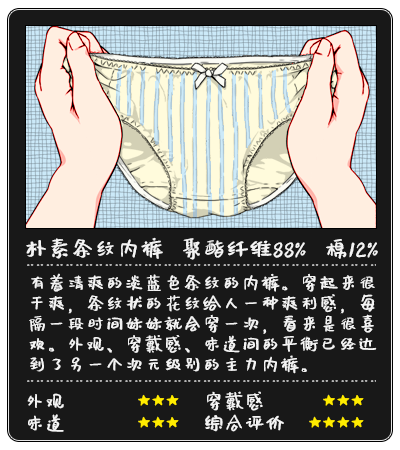 朴素条纹内裤 聚酯纤维88% 棉12%
有着清爽的淡蓝色条纹的内裤。穿起来很
干爽，条纹状的花纹给人一种爽利感，每
隔一段时间妹妹就会穿一次，看来是很喜
欢。外观、穿戴感、味道间的平衡已经达
到了另一个次元级别的主力内裤。
外观 ★★★ 穿戴感 ★★★
味道 ★★★ 综合评价 ★★★★